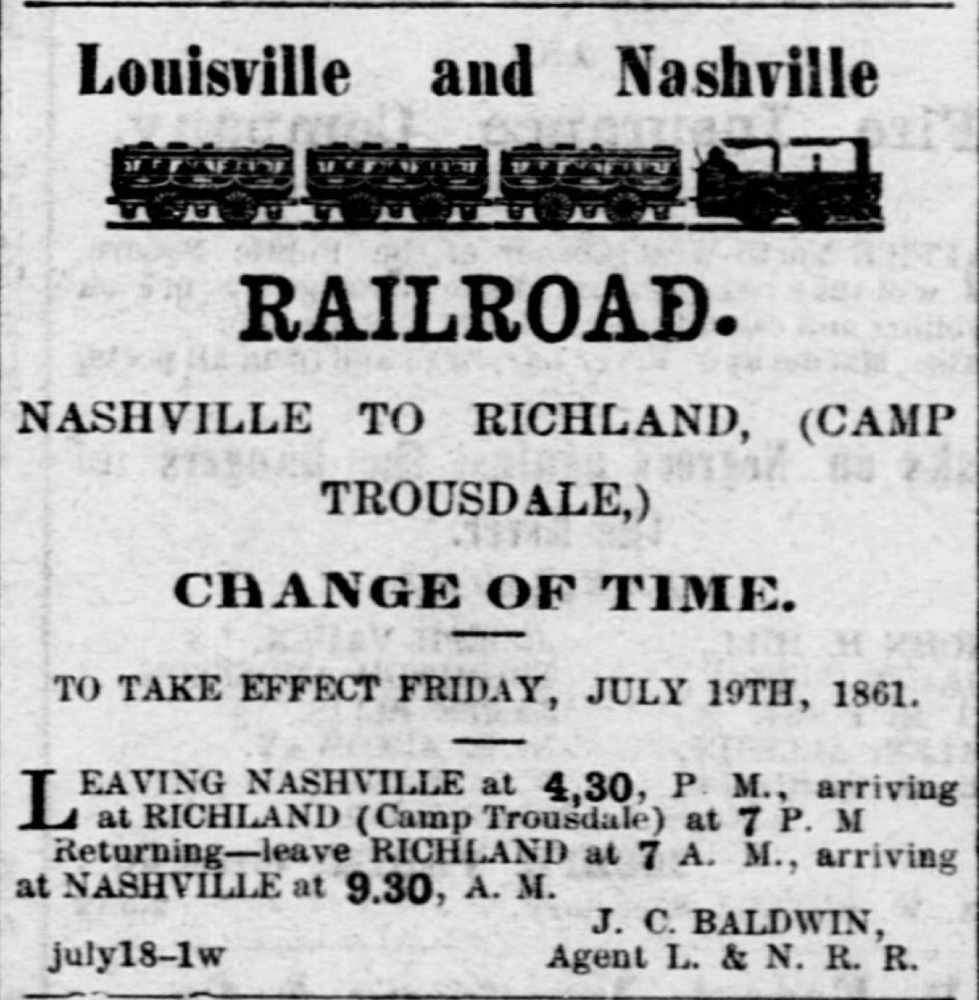 Louisville and Nashville
RAILROAD.
NASHVILLE TO RICHLAND, (CAMP
TROUSDALE,)
CHANGE OF TIME.
TO TAKE EFFECT FRIDAY, JULY 19TH, 1861.
LEAVING NASHVILLE at 4,30, P M., arriving
at RICHLAND (Camp Trousdale) at 7 P. M
Returning—leave RICHLAND at 7 A. M., arriving
at NASHVILLE at 9.30, A. M.
J. C. BALDWIN,
july18-1w Agent L. & N. R. R.